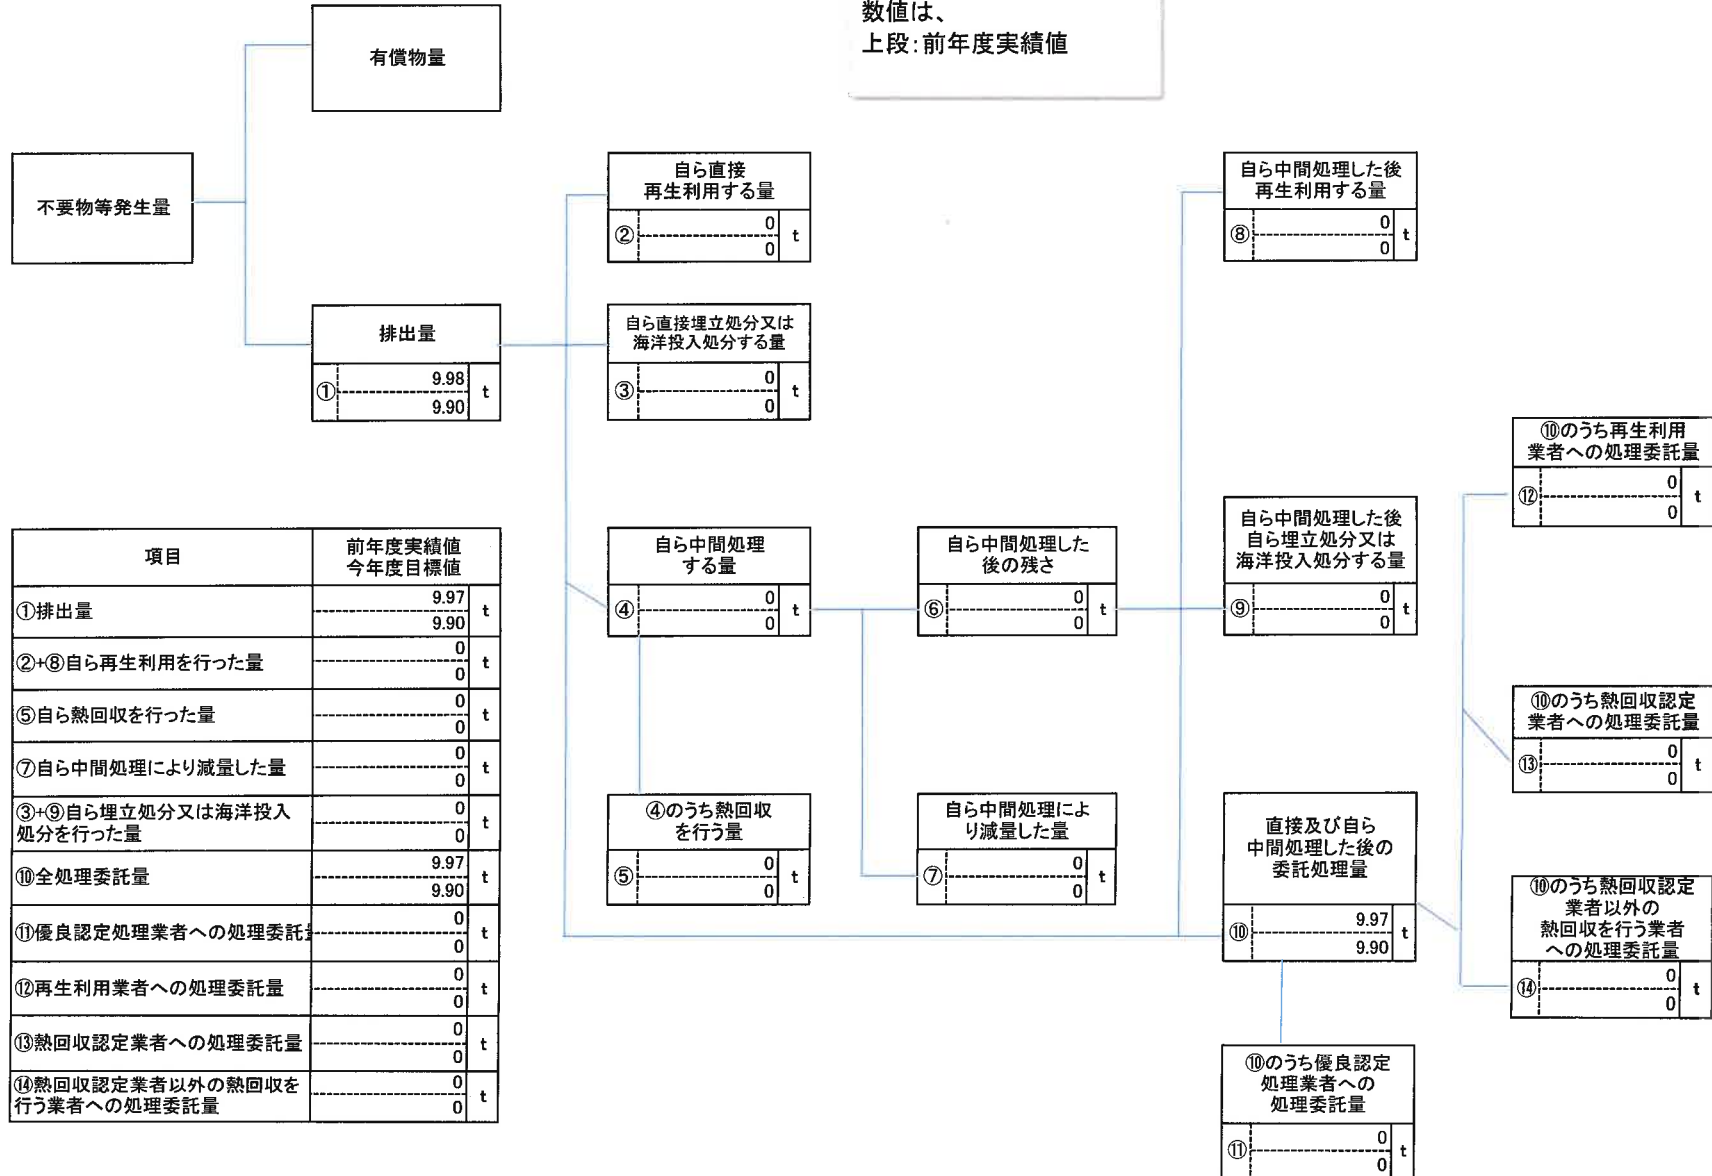 数値は、
上段：前年度実績値
有償物量
不要物等発生量
排出量
①
9.98
9.90
t
自ら直接
再生利用する量
②
0
0
t
自ら直接埋立処分又は
海洋投入処分する量
③
0
0
t
自ら中間処理
する量
④
0
0
t
④のうち熱回収
を行う量
⑤
0
0
t
自ら中間処理した
後の残さ
⑥
0
0
t
自ら中間処理によ
り減量した量
⑦
0
0
t
自ら中間処理した後
再生利用する量
⑧
0
0
t
自ら中間処理した後
自ら埋立処分又は
海洋投入処分する量
⑨
0
0
t
直接及び自ら
中間処理した後の
委託処理量
⑩
9.97
9.90
t
⑩のうち優良認定
処理業者への
処理委託量
⑪
0
0
t
⑩のうち再生利用
業者への処理委託量
⑫
0
0
t
⑩のうち熱回収認定
業者への処理委託量
⑬
0
0
t
⑩のうち熱回収認定
業者以外の
熱回収を行う業者
への処理委託量
⑭
0
0
t
項目
前年度実績値
今年度目標値
①排出量
9.97
9.90
t
②+⑧自ら再生利用を行った量
0
0
t
⑤自ら熱回収を行った量
0
0
t
⑦自ら中間処理により減量した量
0
0
t
③+⑨自ら埋立処分又は海洋投入
処分を行った量
0
0
t
⑩全処理委託量
9.97
9.90
t
⑪優良認定処理業者への処理委託
0
0
t
⑫再生利用業者への処理委託量
0
0
t
⑬熱回収認定業者への処理委託量
0
0
t
⑭熱回収認定業者以外の熱回収を
行う業者への処理委託量
0
0
t